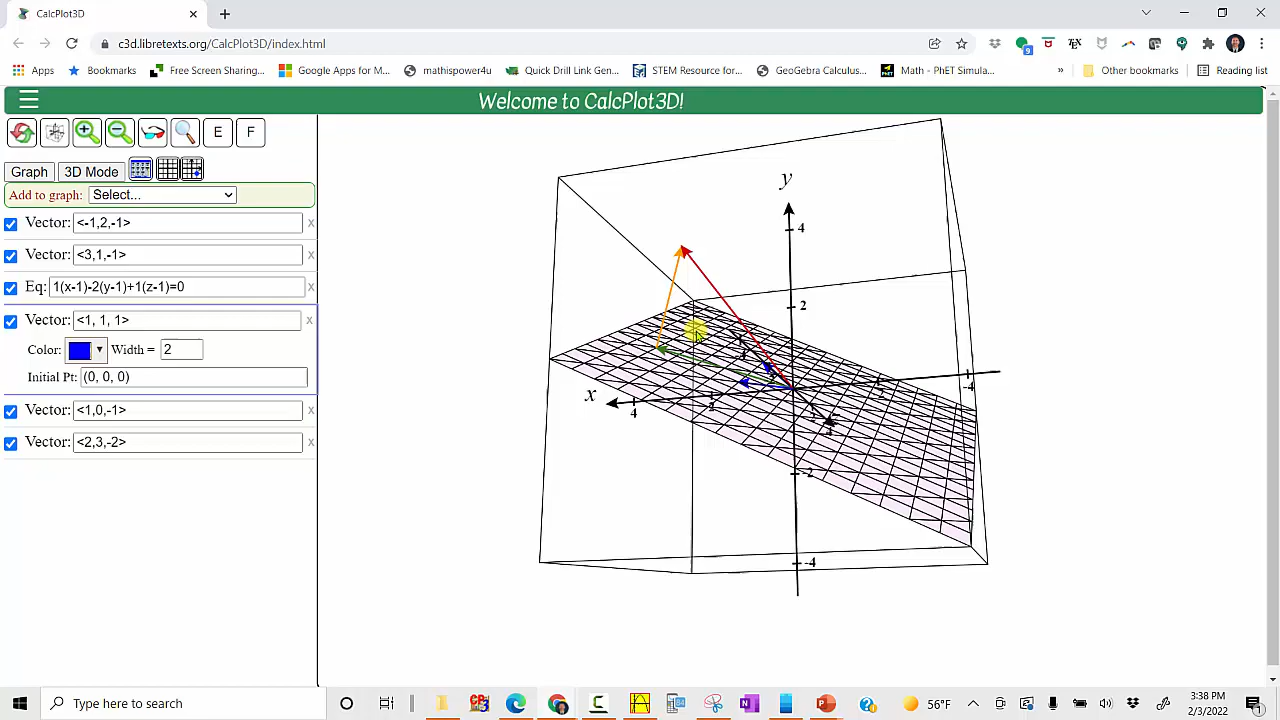 CalcPlot3D
c3d.libretexts.org/CalcPlot3D/index.html
9
Apps Bookmarks Free Screen Sharing... Google Apps for M... mathispower4u Quick Drill Link Gen... STEM Resource for... GeoGebra Calculus... Math - PhET Simula... » Other bookmarks Reading list
Welcome to CalcPlot3D!
E F
Graph 3D Mode
Add to graph: Select...
Vector: <-1,2,-1> x
Vector: <3,1,-1> x
Eq: 1(x-1)-2(y-1)+1(z-1)=0 x
Vector: <1, 1, 1> x
Color: Width = 2
Initial Pt: (0, 0, 0)
Vector: <1,0,-1> x
Vector: <2,3,-2> x
y
4
2
-4
x
4
2
-2
-4
Type here to search
56°F
3:38 PM
2/3/2022